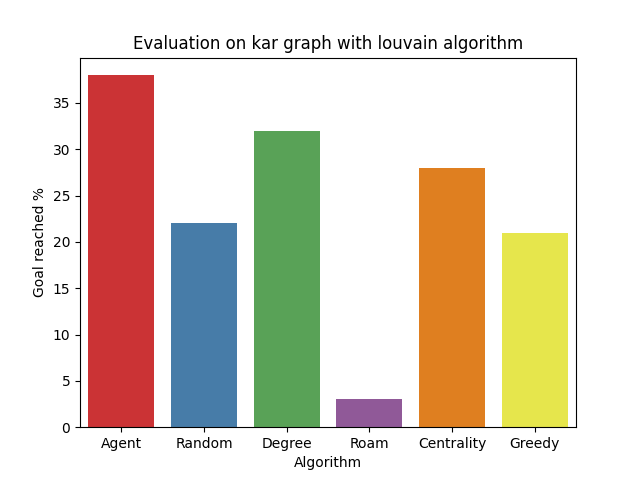 Evaluation on kar graph with louvain algorithm
Goal reached %
35
30
25
20
15
10
5
0
Agent Random Degree Roam Centrality Greedy
Algorithm